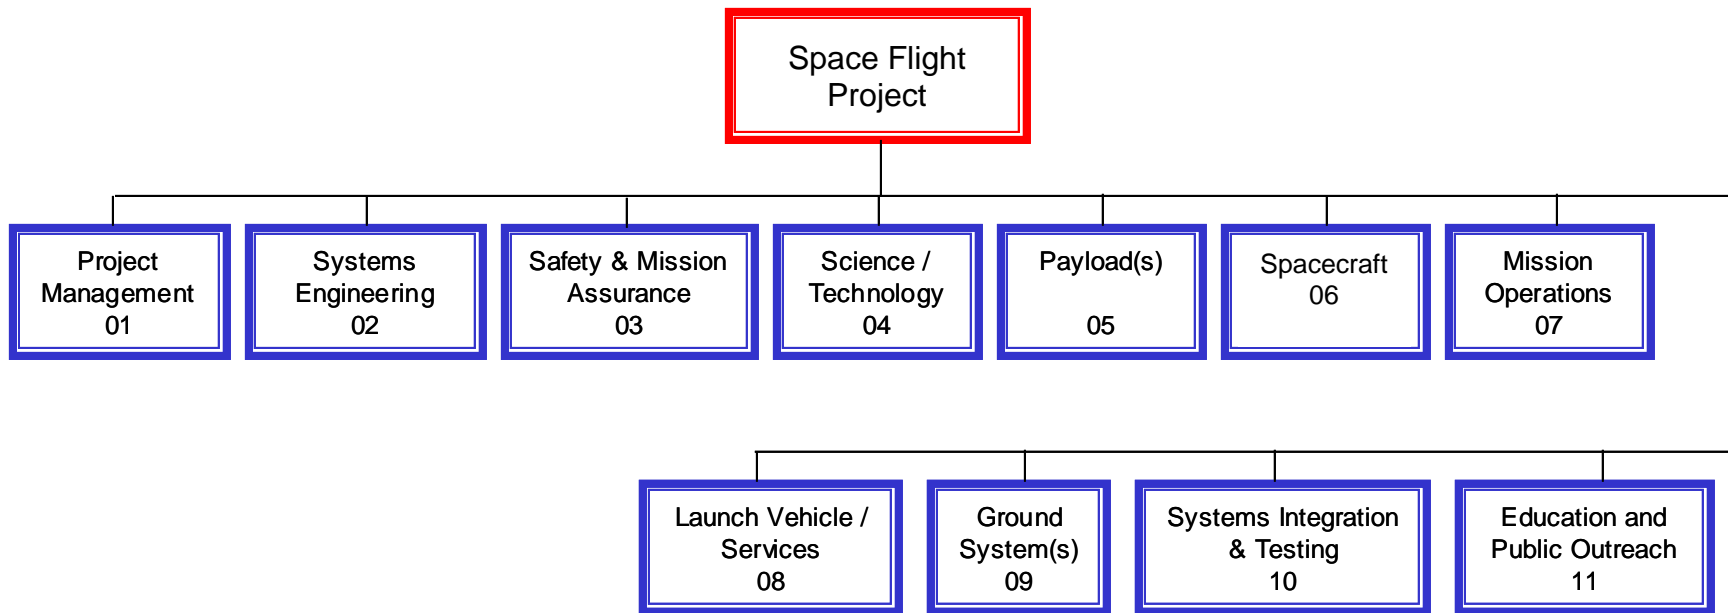 Space Flight
Project
Project
Management
01
Systems
Engineering
02
Safety & Mission
Assurance
03
Science /
Technology
04
Payload(s)
05
Spacecraft
06
Mission
Operations
07
Launch Vehicle /
Services
08
Ground
System(s)
09
Systems Integration
& Testing
10
Education and
Public Outreach
11